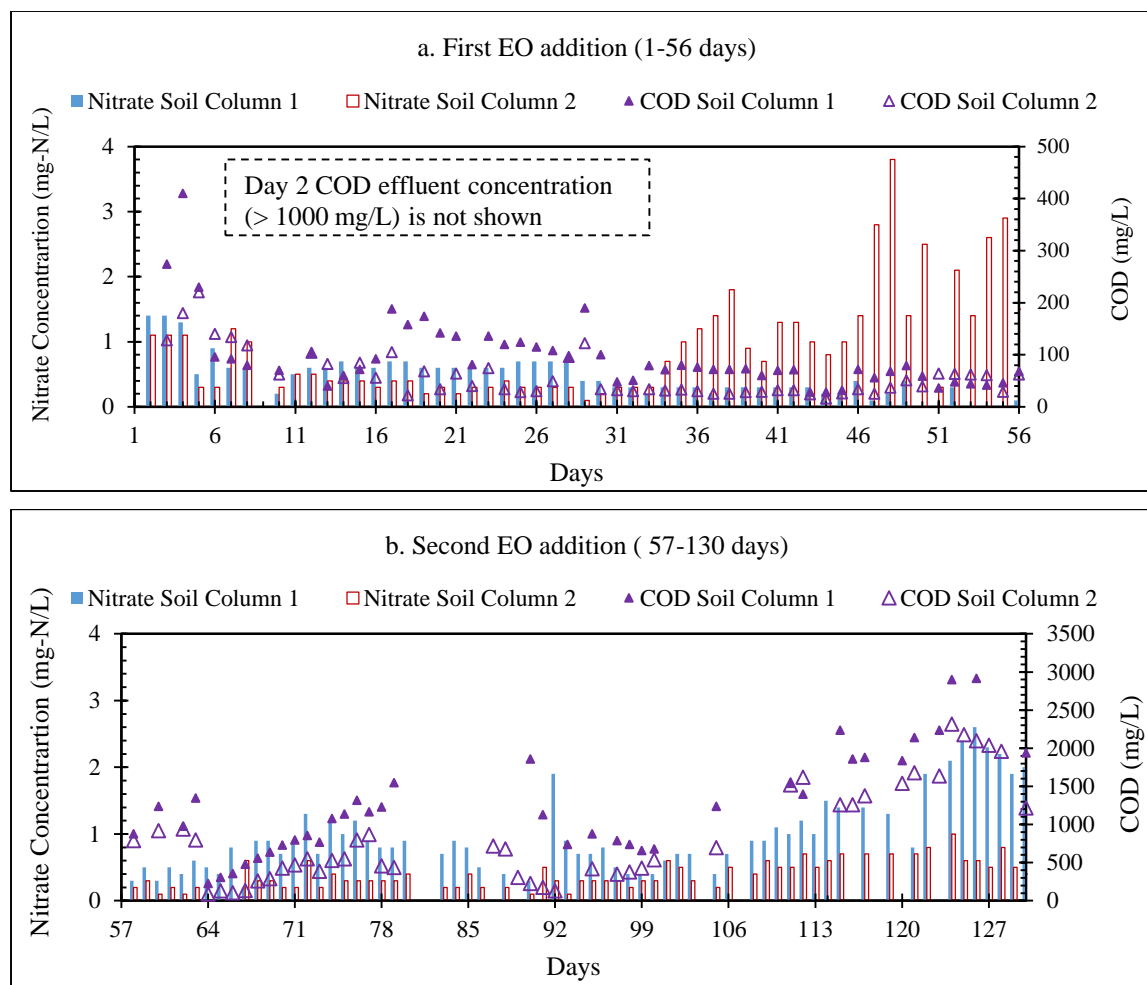 a. First EO addition (1-56 days)
Nitrate Soil Column 1 Nitrate Soil Column 2 COD Soil Column 1 COD Soil Column 2
Nitrate Concentrartion (mg-N/L)
4
3
2
1
0
Day 2 COD effluent concentration
(> 1000 mg/L) is not shown
500
400
300
200
100
0
COD (mg/L)
1 6 11 16 21 26 31 36 41 46 51 56
Days
b. Second EO addition ( 57-130 days)
Nitrate Soil Column 1 Nitrate Soil Column 2 COD Soil Column 1 COD Soil Column 2
Nitrate Concentrartion (mg-N/L)
4
3
2
1
0
3500
3000
2500
2000
1500
1000
500
0
COD (mg/L)
57 64 71 78 85 92 99 106 113 120 127
Days